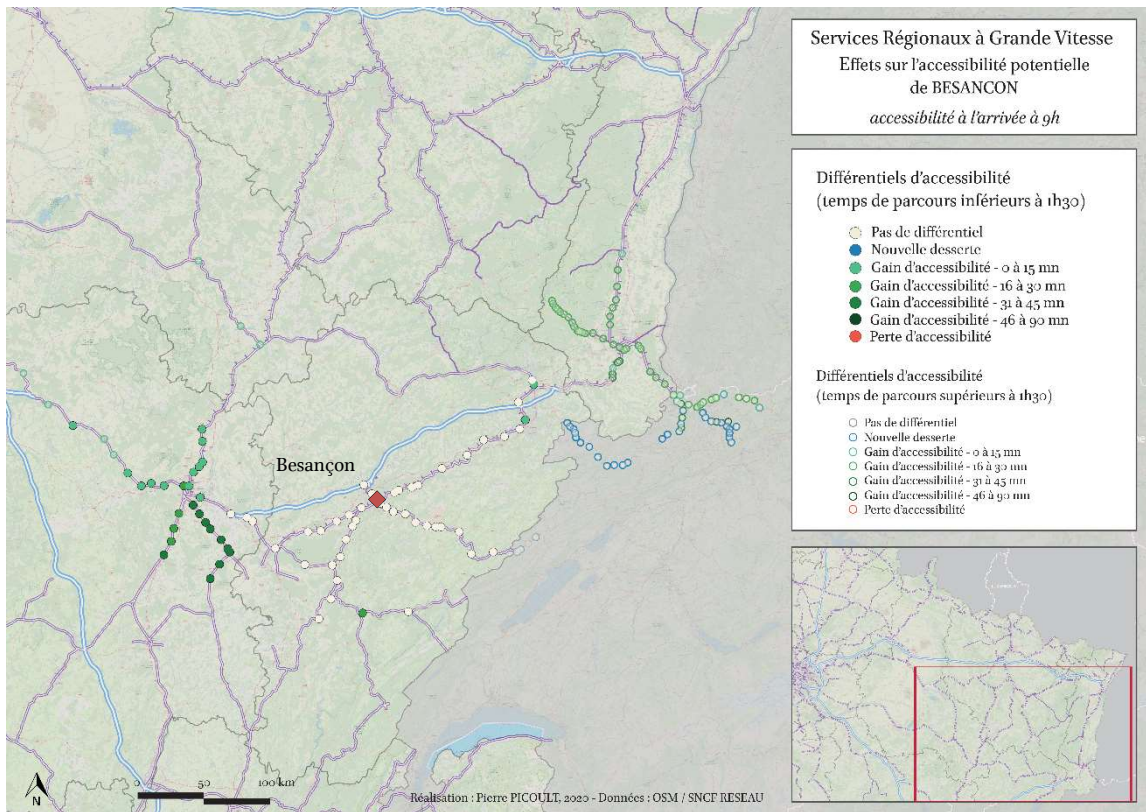 Services Régionaux à Grande Vitesse
Effets sur l'accessibilité potentielle
de BESANCON
accessibilité à l'arrivée à 9h
Différentiels d'accessibilité
(temps de parcours inférieurs à 1h30)
Pas de différentiel
Nouvelle desserte
Gain d'accessibilité - 0 à 15 mn
Gain d'accessibilité - 16 à 30 mn
Gain d'accessibilité - 31 à 45 mn
Gain d'accessibilité - 46 à 90 mn
Perte d'accessibilité
Différentiels d'accessibilité
(temps de parcours supérieurs à 1h30)
Pas de différentiel
Nouvelle desserte
Gain d'accessibilité - 0 à 15 mn
Gain d'accessibilité - 16 à 30 mn
Gain d'accessibilité - 31 à 45 mn
Gain d'accessibilité - 46 à 90 mn
Perte d'accessibilité
Besançon
N
0 50 100 km
Réalisation : Pierre PICOULT, 2020 - Données : OSM / SNCF RESEAU